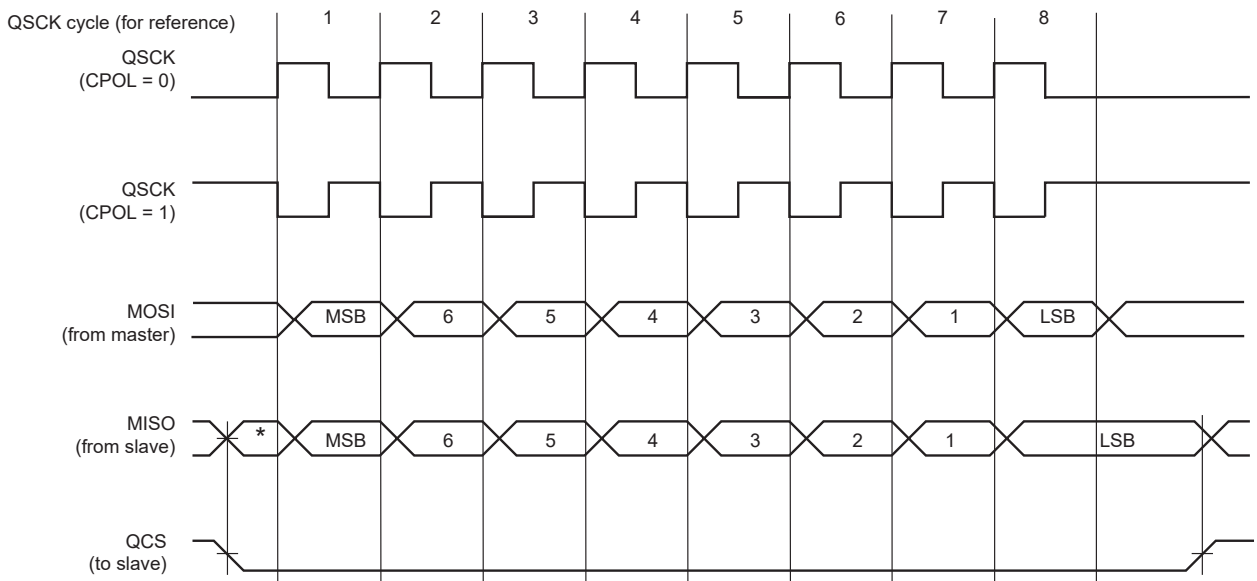 QSCK cycle (for reference) 1 2 3 4 5 6 7 8
QSCK
(CPOL = 0)
QSCK
(CPOL = 1)
MOSI
(from master)
MSB 6 5 4 3 2 1 LSB
MISO
(from slave)
* MSB 6 5 4 3 2 1 LSB
QCS
(to slave)